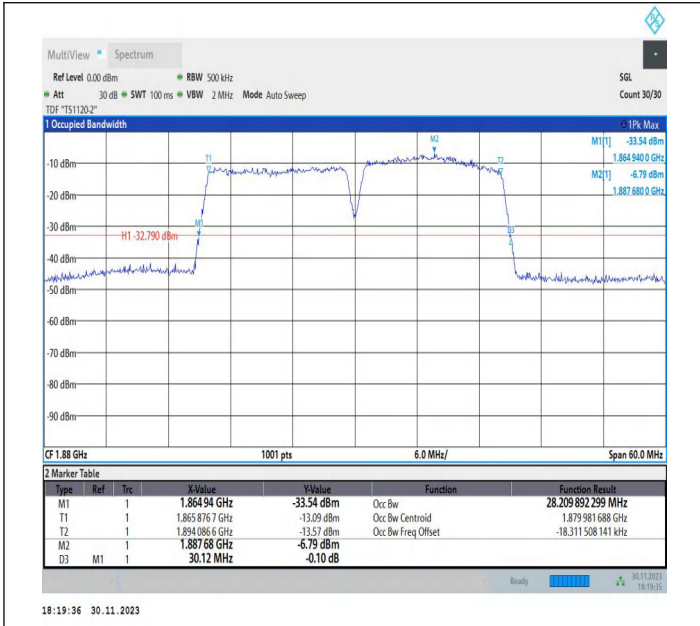 R S
MultiView Spectrum
Ref Level 0.00 dBm RBW 500 kHz SGL
Att 30 dB SWT 100 ms VBW 2 MHz Mode Auto Sweep Count 30/30
TDF "TS1120-2"
1 Occupied Bandwidth 1Pk Max
M1[1] -33.54 dBm
1.864 940 0 GHz
M2[1] -6.79 dBm
1.887 680 0 GHz
M2
T1
T2
-10 dBm
-20 dBm
-30 dBm
M1
D3
H1 -32.790 dBm
-40 dBm
-50 dBm
-60 dBm
-70 dBm
-80 dBm
-90 dBm
CF 1.88 GHz 1001 pts 6.0 MHz/ Span 60.0 MHz
2 Marker Table
Type Ref Trc X-Value Y-Value Function Function Result
M1 1 1.864 94 GHz -33.54 dBm Occ Bw 28.209 892 299 MHz
T1 1 1.865 876 7 GHz -13.09 dBm Occ Bw Centroid 1.879 981 688 GHz
T2 1 1.894 086 6 GHz -13.57 dBm Occ Bw Freq Offset -18.311 508 141 kHz
M2 1 1.887 68 GHz -6.79 dBm
D3 M1 1 30.12 MHz -0.10 dB
Ready 30.11.2023
18:19:35
18:19:36 30.11.2023